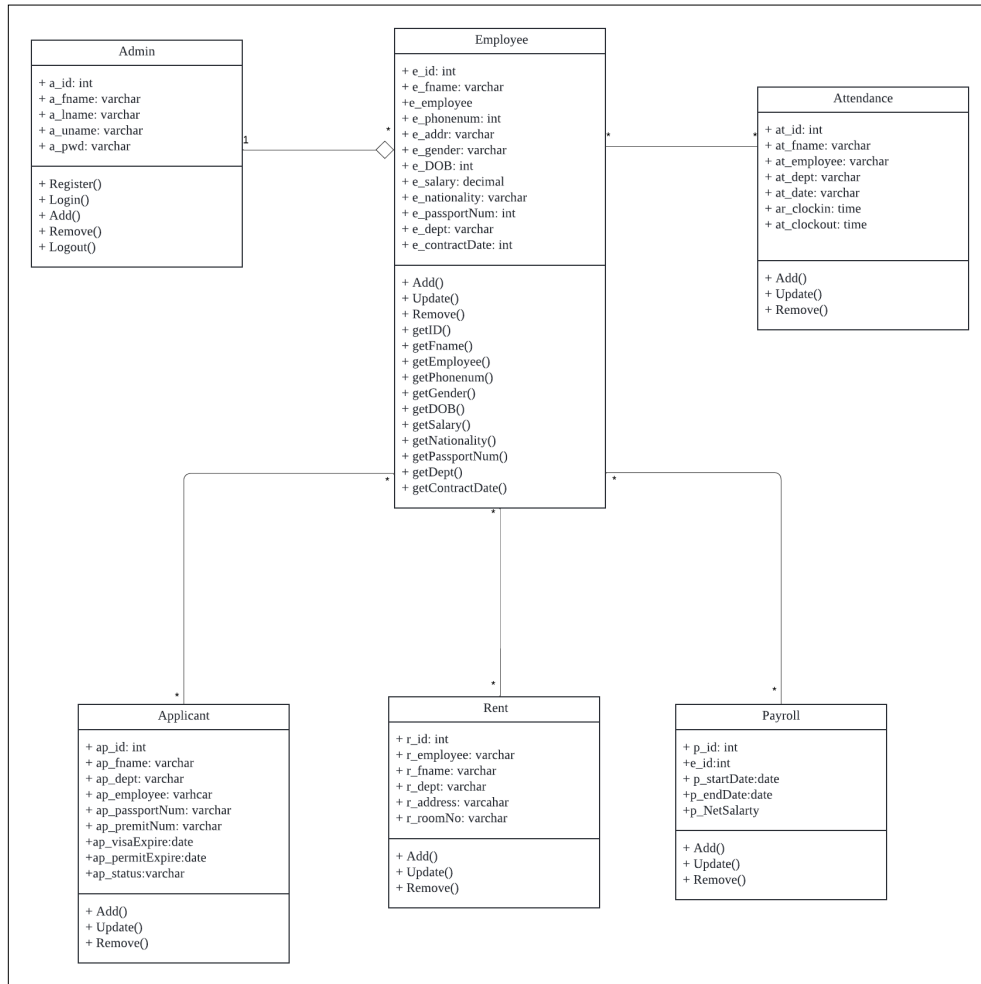 Admin
+ a_id: int
+ a_fname: varchar
+ a_lname: varchar
+ a_uname: varchar
+ a_pwd: varchar
+ Register()
+ Login()
+ Add()
+ Remove()
+ Logout()
1
*
Employee
+ e_id: int
+ e_fname: varchar
+e_employee
+ e_phonenum: int
+ e_addr: varchar
+ e_gender: varchar
+ e_DOB: int
+ e_salary: decimal
+ e_nationality: varchar
+ e_passportNum: int
+ e_dept: varchar
+ e_contractDate: int
+ Add()
+ Update()
+ Remove()
+ getID()
+ getFname()
+ getEmployee()
+ getPhonenum()
+ getGender()
+ getDOB()
+ getSalary()
+ getNationality()
+ getPassportNum()
+ getDept()
+ getContractDate()
*
*
Attendance
+ at_id: int
+ at_fname: varchar
+ at_employee: varchar
+ at_dept: varchar
+ at_date: varchar
+ ar_clockin: time
+ at_clockout: time
+ Add()
+ Update()
+ Remove()
*
*
*
*
*
*
Applicant
+ ap_id: int
+ ap_fname: varchar
+ ap_dept: varchar
+ ap_employee: varhcar
+ ap_passportNum: varchar
+ ap_premitNum: varchar
+ap_visaExpire:date
+ap_permitExpire:date
+ap_status:varchar
+ Add()
+ Update()
+ Remove()
Rent
+ r_id: int
+ r_employee: varchar
+ r_fname: varchar
+ r_dept: varchar
+ r_address: varcahar
+ r_roomNo: varchar
+ Add()
+ Update()
+ Remove()
Payroll
+ p_id: int
+e_id:int
+ p_startDate:date
+p_endDate:date
+p_NetSalarty
+ Add()
+ Update()
+ Remove()